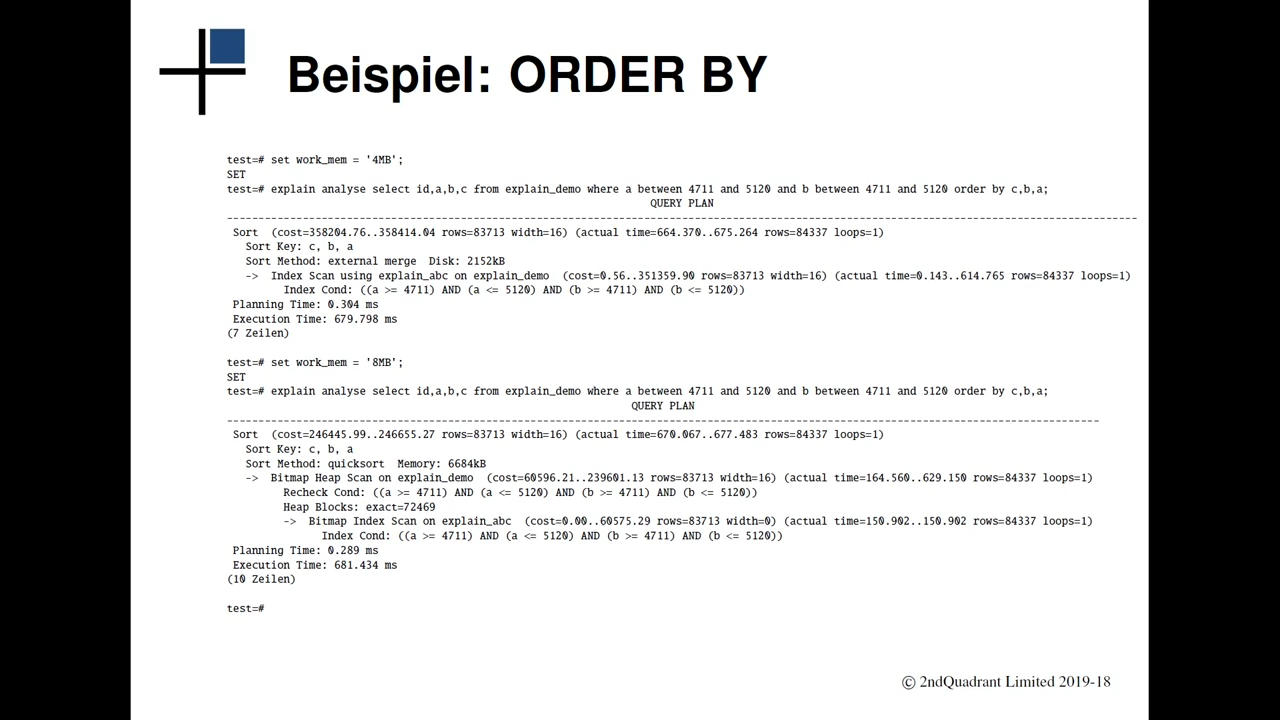 Beispiel: ORDER BY
test=# set work_mem = '4MB';
SET
test=# explain analyse select id,a,b,c from explain_demo where a between 4711 and 5120 and b between 4711 and 5120 order by c,b,a;
QUERY PLAN
------------------------------------------------------------------------------------------------------------------------------------------------
Sort  (cost=358204.76..358414.04 rows=83713 width=16) (actual time=664.370..675.264 rows=84337 loops=1)
Sort Key: c, b, a
Sort Method: external merge  Disk: 2152kB
->  Index Scan using explain_abc on explain_demo  (cost=0.56..351359.90 rows=83713 width=16) (actual time=0.143..614.765 rows=84337 loops=1)
Index Cond: ((a >= 4711) AND (a <= 5120) AND (b >= 4711) AND (b <= 5120))
Planning Time: 0.304 ms
Execution Time: 679.798 ms
(7 Zeilen)
test=# set work_mem = '8MB';
SET
test=# explain analyse select id,a,b,c from explain_demo where a between 4711 and 5120 and b between 4711 and 5120 order by c,b,a;
QUERY PLAN
------------------------------------------------------------------------------------------------------------------------------------------
Sort  (cost=246445.99..246655.27 rows=83713 width=16) (actual time=670.067..677.483 rows=84337 loops=1)
Sort Key: c, b, a
Sort Method: quicksort  Memory: 6684kB
->  Bitmap Heap Scan on explain_demo  (cost=60596.21..239601.13 rows=83713 width=16) (actual time=164.560..629.150 rows=84337 loops=1)
Recheck Cond: ((a >= 4711) AND (a <= 5120) AND (b >= 4711) AND (b <= 5120))
Heap Blocks: exact=72469
->  Bitmap Index Scan on explain_abc  (cost=0.00..60575.29 rows=83713 width=0) (actual time=150.902..150.902 rows=84337 loops=1)
Index Cond: ((a >= 4711) AND (a <= 5120) AND (b >= 4711) AND (b <= 5120))
Planning Time: 0.289 ms
Execution Time: 681.434 ms
(10 Zeilen)
test=#
© 2ndQuadrant Limited 2019-18